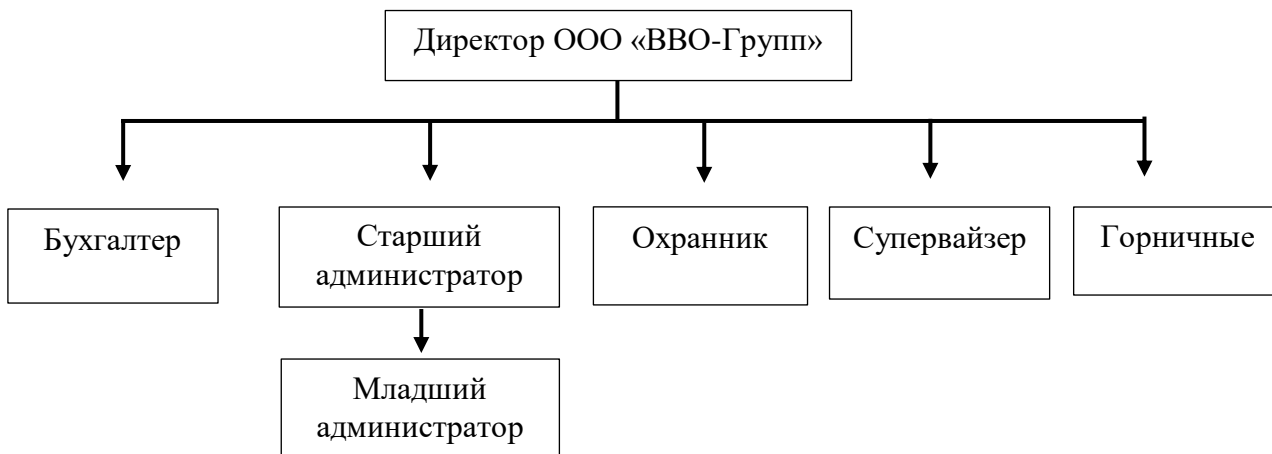 Директор ООО «ВВО-Групп»
Бухгалтер
Старший
администратор
Охранник
Супервайзер
Горничные
Младший
администратор